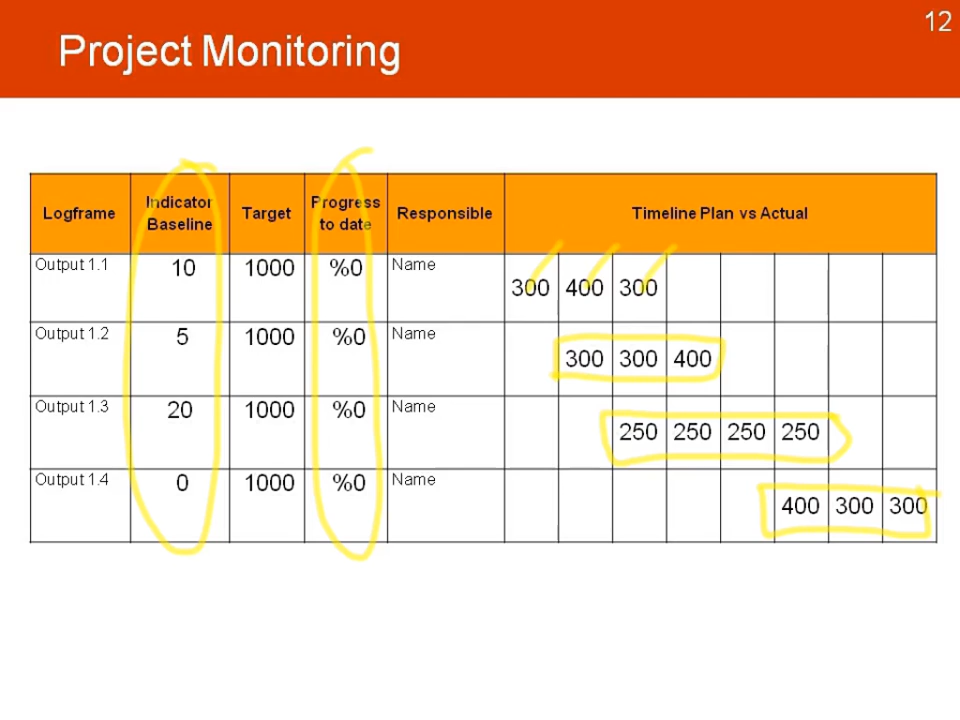 12
Project Monitoring
Logframe
Indicator
Baseline
Target
Progress
to date
Responsible
Timeline Plan vs Actual
Output 1.1 10 1000 %0 Name 300 400 300
Output 1.2 5 1000 %0 Name 300 300 400
Output 1.3 20 1000 %0 Name 250 250 250 250
Output 1.4 0 1000 %0 Name 400 300 300